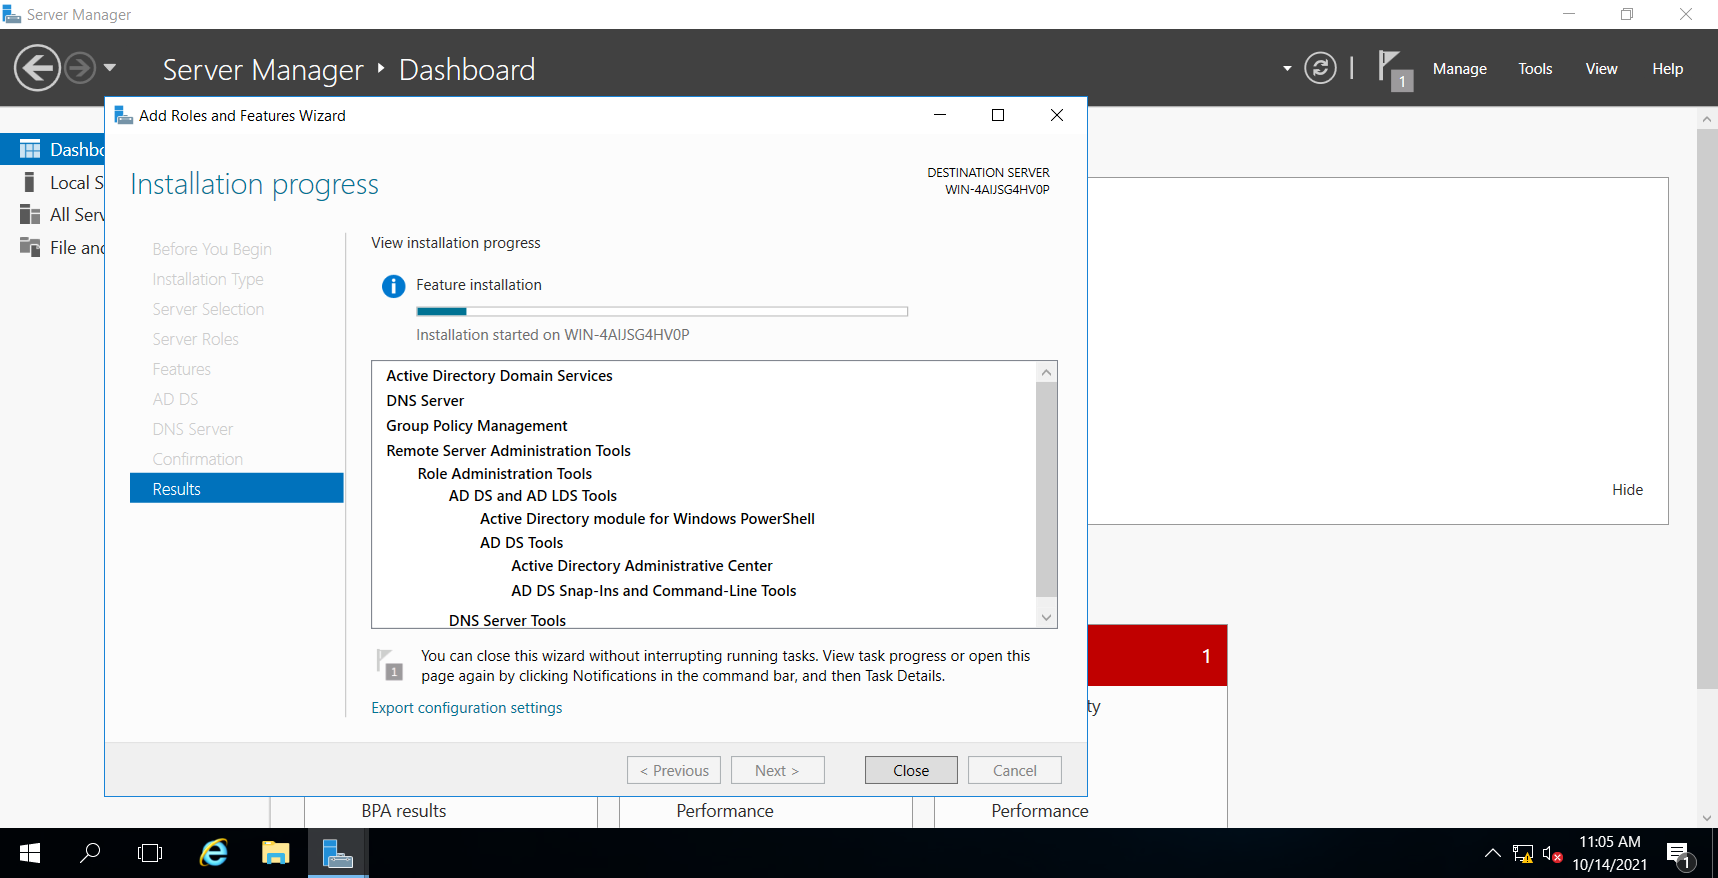 Server Manager
Server Manager ‣ Dashboard
1
Manage
Tools
View
Help
Add Roles and Features Wizard
Dashbo
Local S
All Serv
File and
Installation progress
DESTINATION SERVER
WIN-4AIJSG4HV0P
Before You Begin
Installation Type
Server Selection
Server Roles
Features
AD DS
DNS Server
Confirmation
Results
View installation progress
Feature installation
Installation started on WIN-4AIJSG4HV0P
Active Directory Domain Services
DNS Server
Group Policy Management
Remote Server Administration Tools
Role Administration Tools
AD DS and AD LDS Tools
Active Directory module for Windows PowerShell
AD DS Tools
Active Directory Administrative Center
AD DS Snap-Ins and Command-Line Tools
DNS Server Tools
1
You can close this wizard without interrupting running tasks. View task progress or open this
page again by clicking Notifications in the command bar, and then Task Details.
Export configuration settings
< Previous
Next >
Close
Cancel
Hide
1
ty
BPA results
Performance
Performance
11:05 AM
10/14/2021
1